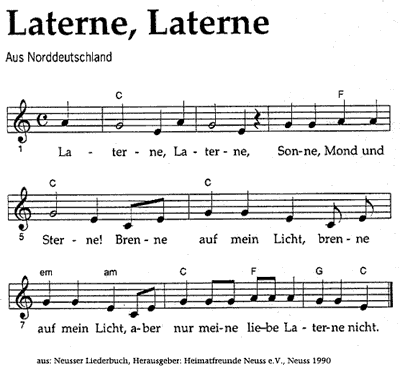 Laterne, Laterne
Aus Norddeutschland
C F
1
La - ter - ne, La - ter - ne, Son-ne, Mond und
C C
5
Ster - ne! Bren - ne auf mein Licht, bren - ne
em am C F G C
7
auf mein Licht, a-ber nur mei-ne lie-be La - ter-ne nicht.
aus: Neusser Liederbuch, Herausgeber: Heimatfreunde Neuss e.V., Neuss 1990